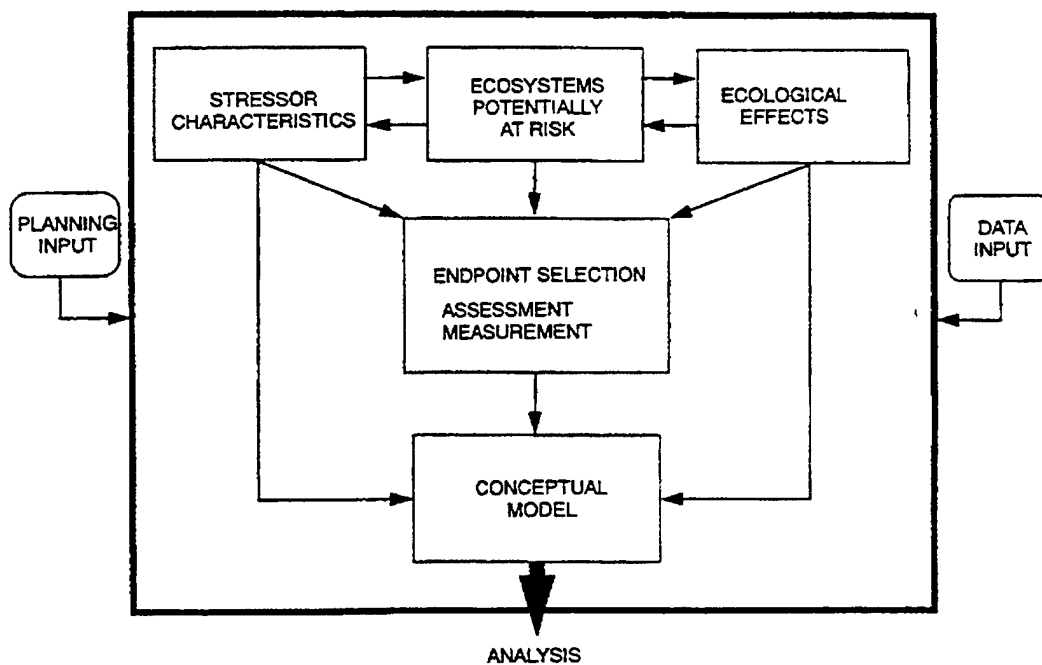 STRESSOR
CHARACTERISTICS
ECOSYSTEMS
POTENTIALLY
AT RISK
ECOLOGICAL
EFFECTS
PLANNING
INPUT
DATA
INPUT
ENDPOINT SELECTION
ASSESSMENT
MEASUREMENT
CONCEPTUAL
MODEL
ANALYSIS